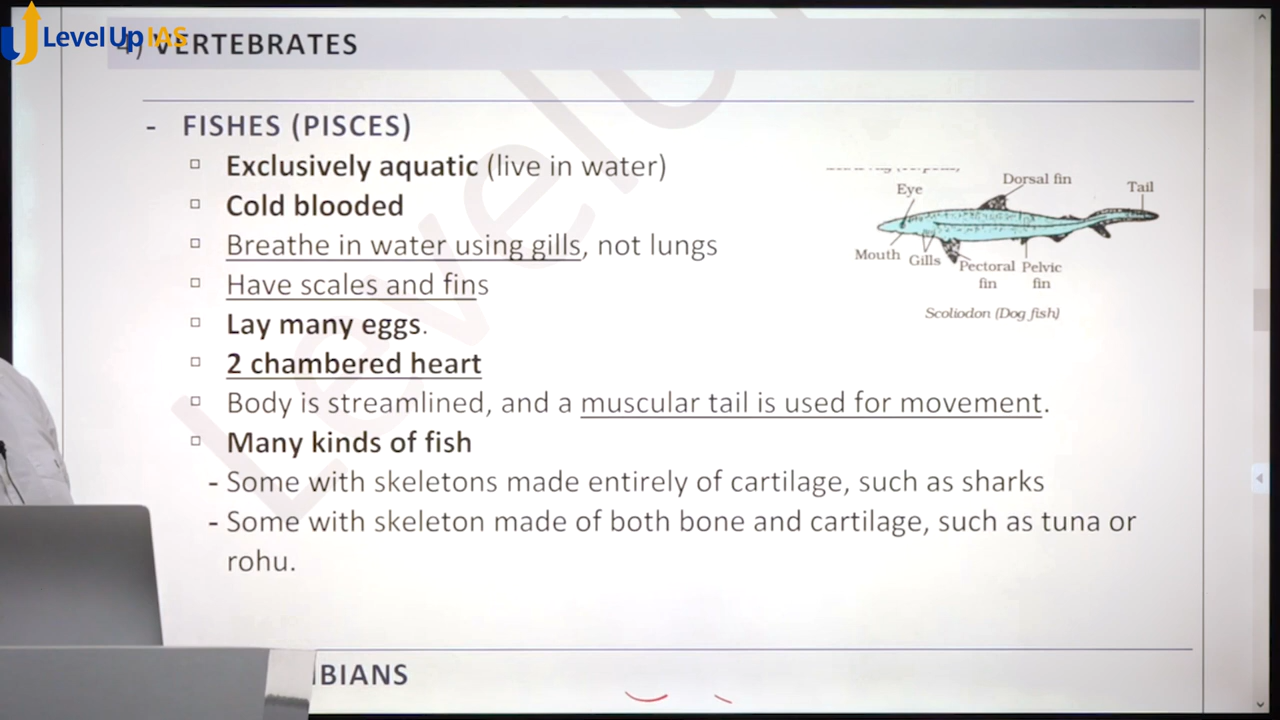 Level Up IAS
4) VERTEBRATES
- FISHES (PISCES)
Exclusively aquatic (live in water)
Cold blooded
Breathe in water using gills, not lungs
Have scales and fins
Lay many eggs.
2 chambered heart
Body is streamlined, and a muscular tail is used for movement.
Many kinds of fish
- Some with skeletons made entirely of cartilage, such as sharks
- Some with skeleton made of both bone and cartilage, such as tuna or
rohu.
Eye
Dorsal fin
Tail
Mouth
Gills
Pectoral
fin
Pelvic
fin
Scoliodon (Dog fish)
IBIANS
LevelU